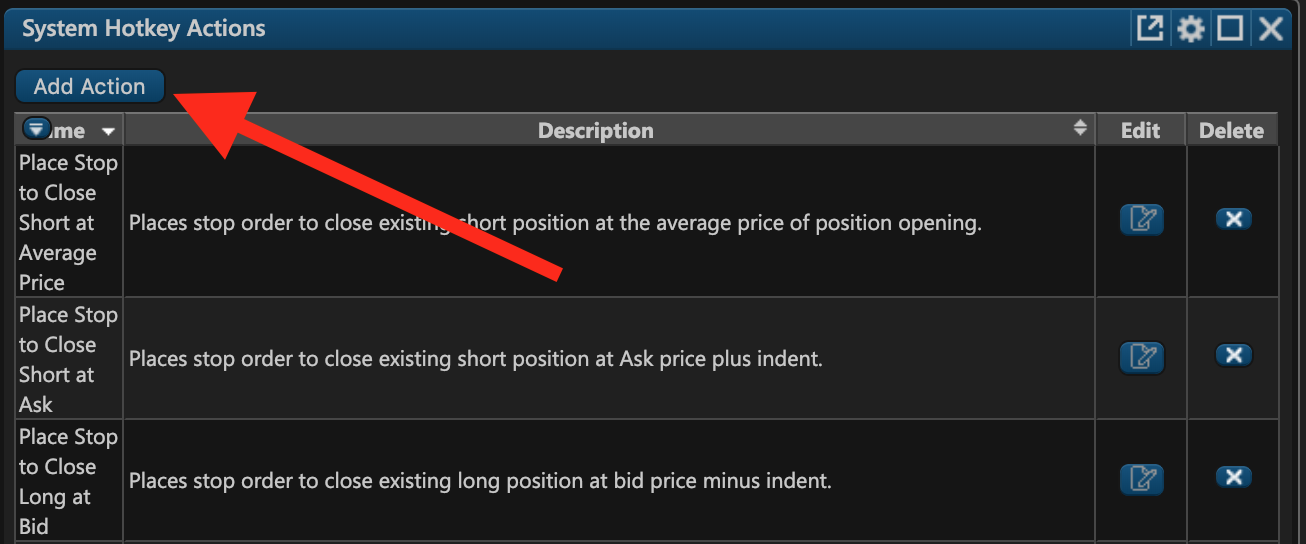 System Hotkey Actions
Add Action
me
Description
Edit
Delete
Place Stop
to Close
Short at
Average
Price
Places stop order to close existing short position at the average price of position opening.
Place Stop
to Close
Short at
Ask
Places stop order to close existing short position at Ask price plus indent.
Place Stop
to Close
Long at
Bid
Places stop order to close existing long position at bid price minus indent.